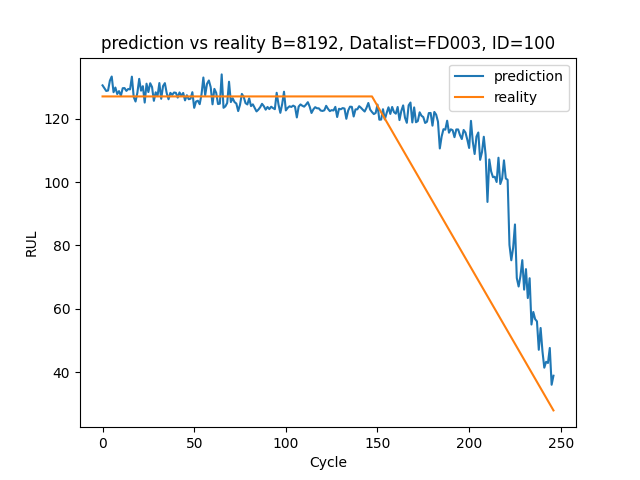 prediction vs reality B=8192, Datalist=FD003, ID=100
prediction
reality
RUL
120
100
80
60
40
0 50 100 150 200 250
Cycle